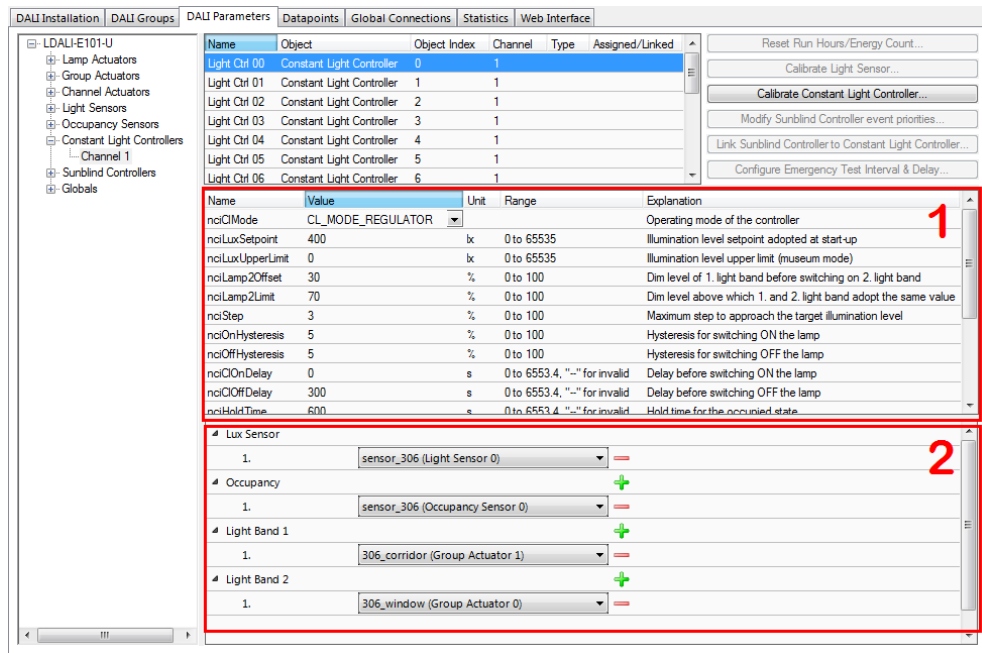 DALI Installation DALI Groups DALI Parameters Datapoints Global Connections Statistics Web Interface
LDALI-E101-U
Lamp Actuators
Group Actuators
Channel Actuators
Light Sensors
Occupancy Sensors
Constant Light Controllers
Channel 1
Sunblind Controllers
Globals
Name Object Object Index Channel Type Assigned/Linked
Light Ctrl 00 Constant Light Controller 0 1
Light Ctrl 01 Constant Light Controller 1 1
Light Ctrl 02 Constant Light Controller 2 1
Light Ctrl 03 Constant Light Controller 3 1
Light Ctrl 04 Constant Light Controller 4 1
Light Ctrl 05 Constant Light Controller 5 1
Light Ctrl 06 Constant Light Controller 6 1
Reset Run Hours/Energy Count...
Calibrate Light Sensor...
Calibrate Constant Light Controller...
Modify Sunblind Controller event priorities...
Link Sunblind Controller to Constant Light Controller...
Configure Emergency Test Interval & Delay...
Name Value Unit Range Explanation
1
nciClMode CL_MODE_REGULATOR Operating mode of the controller
nciLuxSetpoint 400 lx 0 to 65535 Illumination level setpoint adopted at start-up
nciLuxUpperLimit 0 lx 0 to 65535 Illumination level upper limit (museum mode)
nciLamp2Offset 30 % 0 to 100 Dim level of 1. light band before switching on 2. light band
nciLamp2Limit 70 % 0 to 100 Dim level above which 1. and 2. light band adopt the same value
nciStep 3 % 0 to 100 Maximum step to approach the target illumination level
nciOnHysteresis 5 % 0 to 100 Hysteresis for switching ON the lamp
nciOffHysteresis 5 % 0 to 100 Hysteresis for switching OFF the lamp
nciClOnDelay 0 s 0 to 6553.4, "--" for invalid Delay before switching ON the lamp
nciClOffDelay 300 s 0 to 6553.4, "--" for invalid Delay before switching OFF the lamp
nciHoldTime 600 s 0 to 6553.4, "--" for invalid Hold time for the occupied state
Lux Sensor
2
1. sensor_306 (Light Sensor 0)
Occupancy
1. sensor_306 (Occupancy Sensor 0)
Light Band 1
1. 306_corridor (Group Actuator 1)
Light Band 2
1. 306_window (Group Actuator 0)